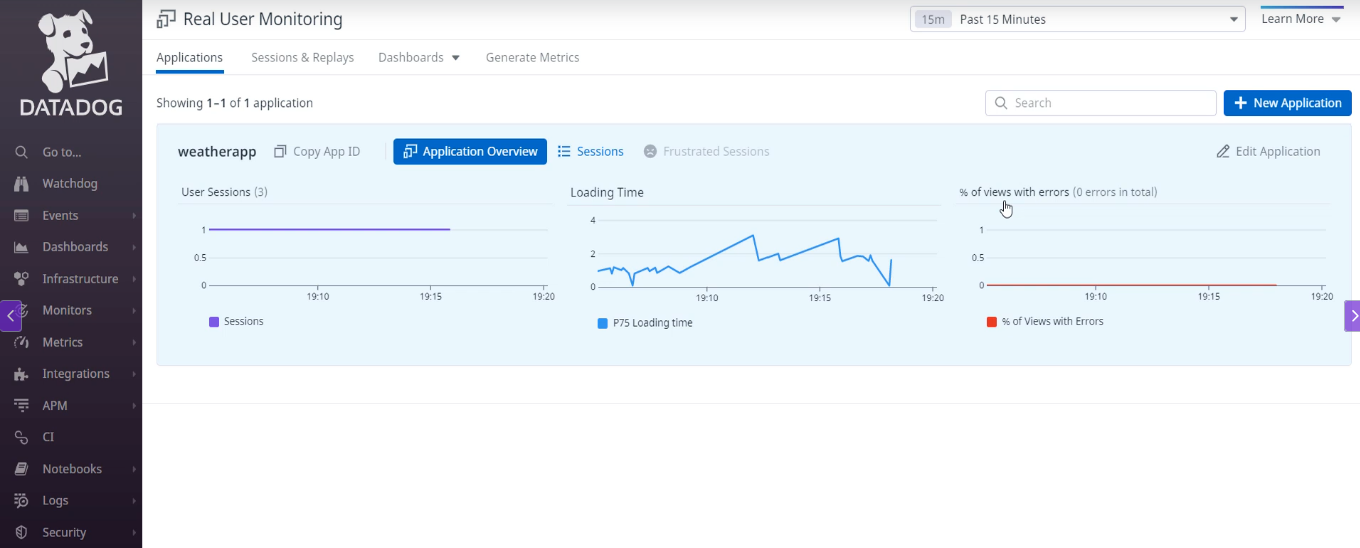 DATADOG
Go to...
Watchdog
Events
Dashboards
Infrastructure
Monitors
Metrics
Integrations
APM
CI
Notebooks
Logs
Security
Real User Monitoring
15m Past 15 Minutes
Learn More
Applications Sessions & Replays Dashboards Generate Metrics
Showing 1–1 of 1 application
Search
New Application
weatherapp Copy App ID Application Overview Sessions Frustrated Sessions Edit Application
User Sessions (3)
1
0.5
0
19:10 19:15 19:20
Sessions
Loading Time
4
2
0
19:10 19:15 19:20
P75 Loading time
% of views with errors (0 errors in total)
1
0.5
0
19:10 19:15 19:20
% of Views with Errors